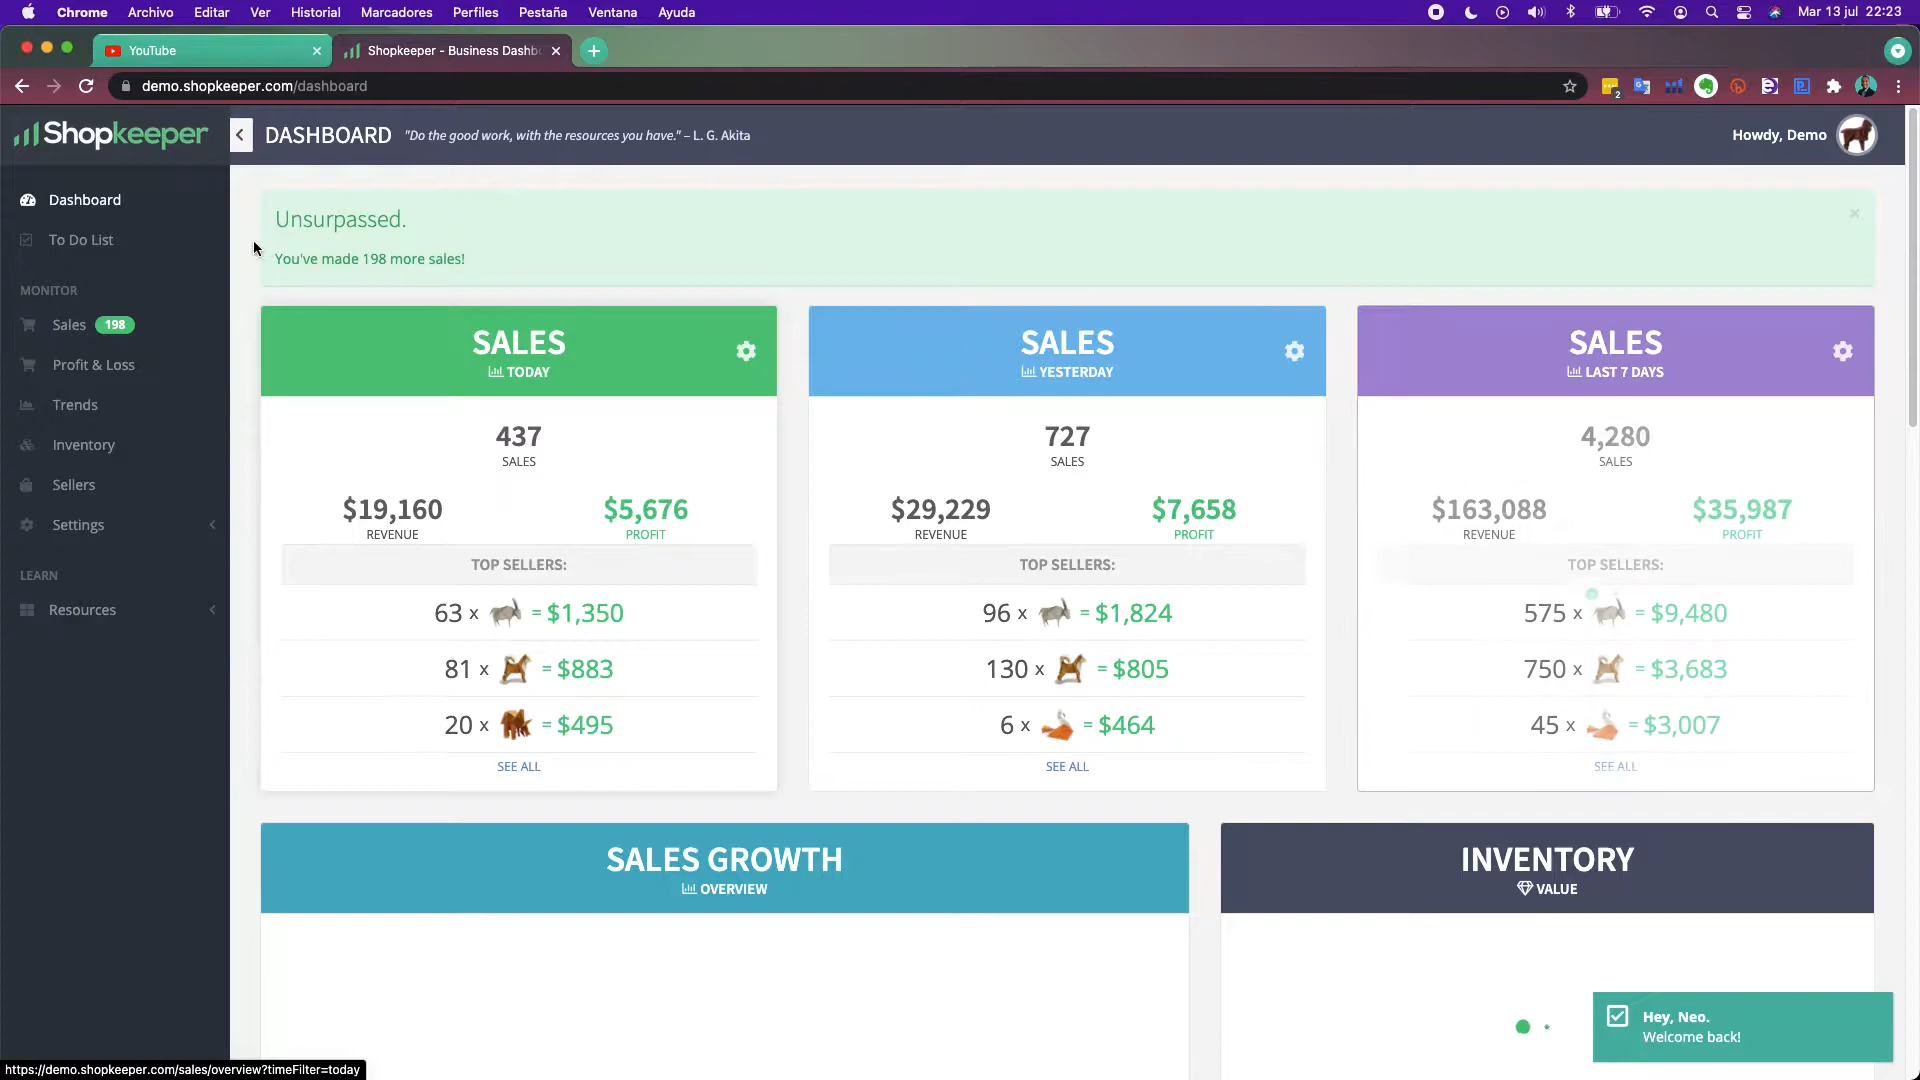 Chrome Archivo Editar Ver Historial Marcadores Perfiles Pestaña Ventana Ayuda Mar 13 jul 22:23
YouTube Shopkeeper - Business Dashb
demo.shopkeeper.com/dashboard
2
Shopkeeper
DASHBOARD "Do the good work, with the resources you have." – L. G. Akita
Howdy, Demo
Dashboard
To Do List
MONITOR
Sales 198
Profit & Loss
Trends
Inventory
Sellers
Settings
LEARN
Resources
Unsurpassed.
You've made 198 more sales!
SALES
TODAY
437
SALES
$19,160 $5,676
REVENUE PROFIT
TOP SELLERS:
63 x = $1,350
81 x = $883
20 x = $495
SEE ALL
SALES
YESTERDAY
727
SALES
$29,229 $7,658
REVENUE PROFIT
TOP SELLERS:
96 x = $1,824
130 x = $805
6 x = $464
SEE ALL
SALES
LAST 7 DAYS
4,280
SALES
$163,088 $35,987
REVENUE PROFIT
TOP SELLERS:
575 x = $9,480
750 x = $3,683
45 x = $3,007
SEE ALL
SALES GROWTH
OVERVIEW
INVENTORY
VALUE
Hey, Neo.
Welcome back!
https://demo.shopkeeper.com/sales/overview?timeFilter=today